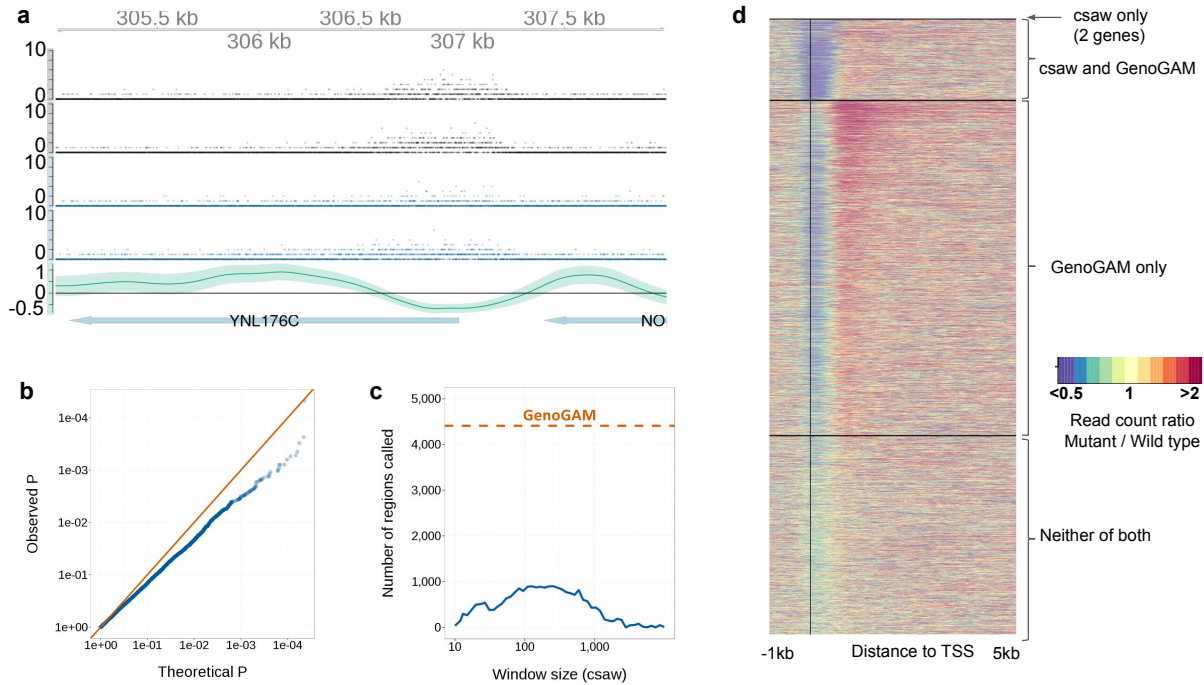 a
305.5 kb 306.5 kb 307.5 kb
306 kb 307 kb
10
0
10
0
10
0
10
0
1
0
-0.5
YNL176C NO
b
Observed P
1e-04
1e-03
1e-02
1e-01
1e+00
1e+00 1e-01 1e-02 1e-03 1e-04
Theoretical P
c
Number of regions called
5,000
4,000
3,000
2,000
1,000
0
GenoGAM
10 100 1,000
Window size (csaw)
d
csaw only
(2 genes)
csaw and GenoGAM
GenoGAM only
<0.5 1 >2
Read count ratio
Mutant / Wild type
Neither of both
-1kb Distance to TSS 5kb